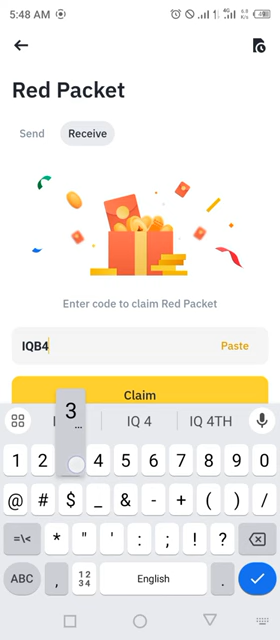 5:48 AM
Red Packet
Send
Receive
Enter code to claim Red Packet
IQB4
Paste
Claim
3
...
IQ 4
IQ 4TH
1 2 4 5 6 7 8 9 0
@ # $ _ & - + ( ) /
=\< * " ' : ; ! ?
ABC , 12 34 English .